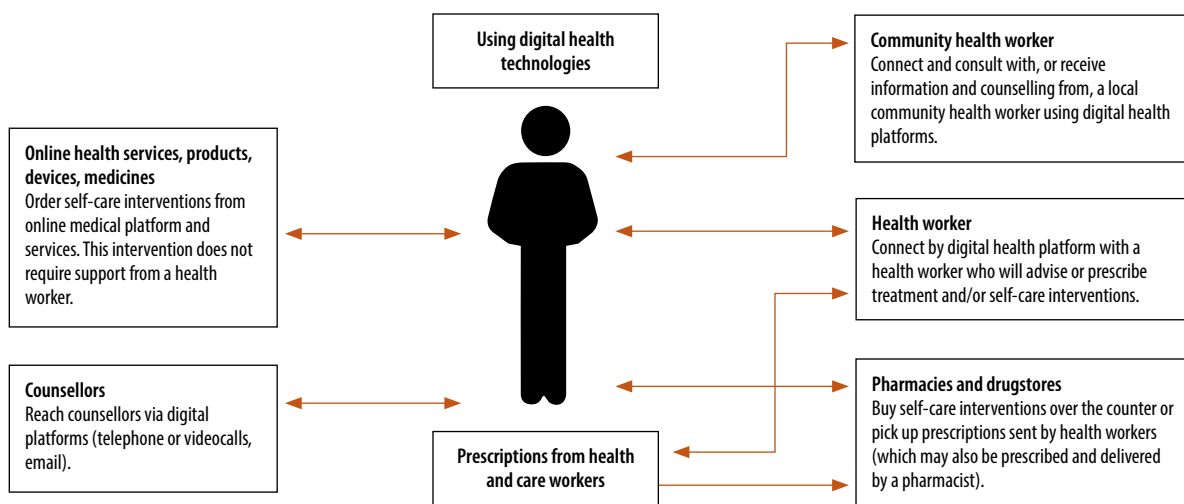 Using digital health
technologies
Online health services, products,
devices, medicines
Order self-care interventions from
online medical platform and
services. This intervention does not
require support from a health
worker.
Counsellors
Reach counsellors via digital
platforms (telephone or videocalls,
email).
Community health worker
Connect and consult with, or receive
information and counselling from, a local
community health worker using digital health
platforms.
Health worker
Connect by digital health platform with a
health worker who will advise or prescribe
treatment and/or self-care interventions.
Pharmacies and drugstores
Buy self-care interventions over the counter or
pick up prescriptions sent by health workers
(which may also be prescribed and delivered
by a pharmacist).
Prescriptions from health
and care workers